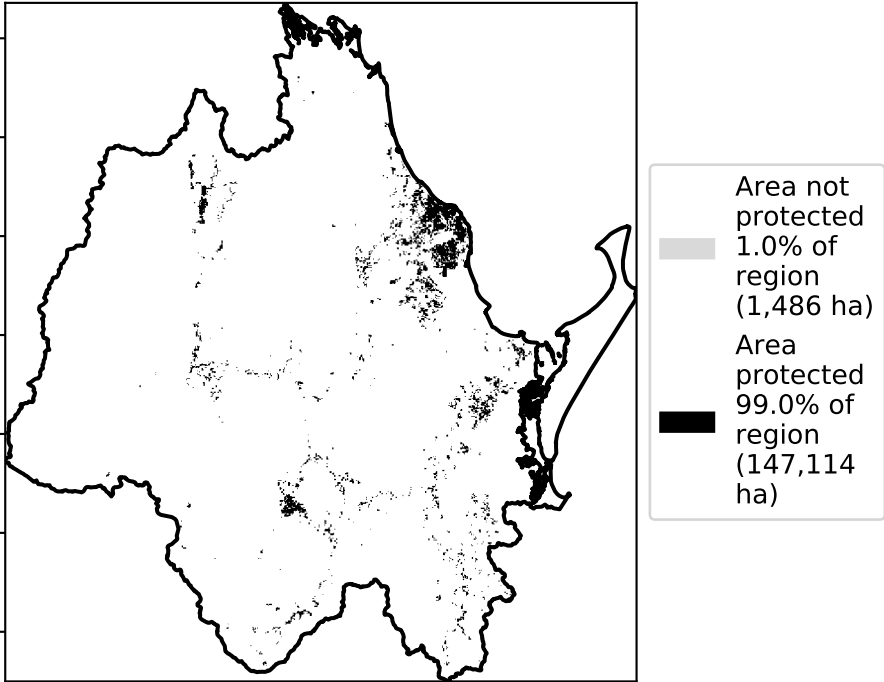 Area not
protected
1.0% of
region
(1,486 ha)
Area
protected
99.0% of
region
(147,114
ha)